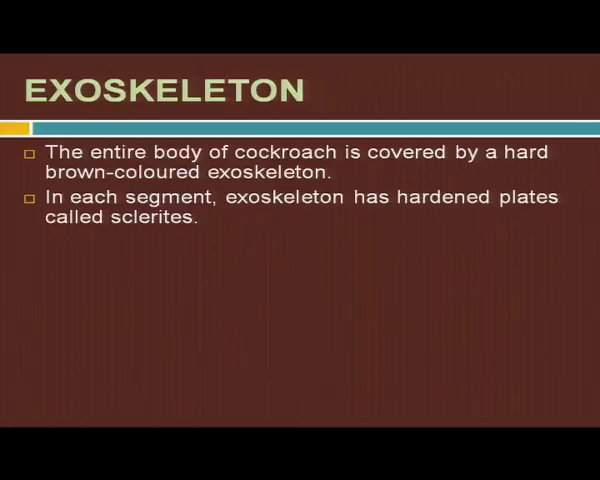 EXOSKELETON
The entire body of cockroach is covered by a hard
brown-coloured exoskeleton.
In each segment, exoskeleton has hardened plates
called sclerites.